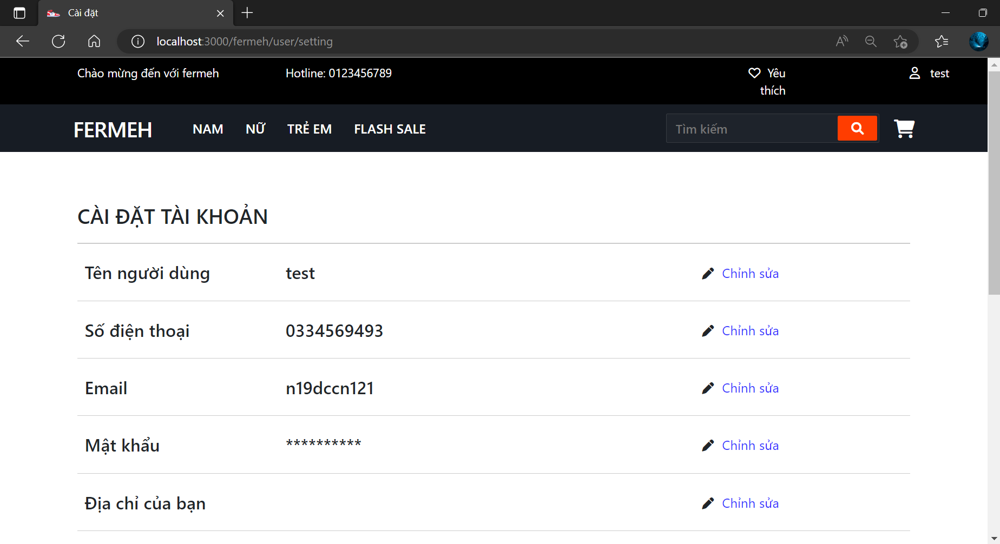 Cài đặt
localhost:3000/fermeh/user/setting
Chào mừng đến với fermeh Hotline: 0123456789 Yêu thích test
FERMEH NAM NỮ TRẺ EM FLASH SALE Tìm kiếm
CÀI ĐẶT TÀI KHOẢN
Tên người dùng test Chỉnh sửa
Số điện thoại 0334569493 Chỉnh sửa
Email n19dccn121 Chỉnh sửa
Mật khẩu ********** Chỉnh sửa
Địa chỉ của bạn Chỉnh sửa